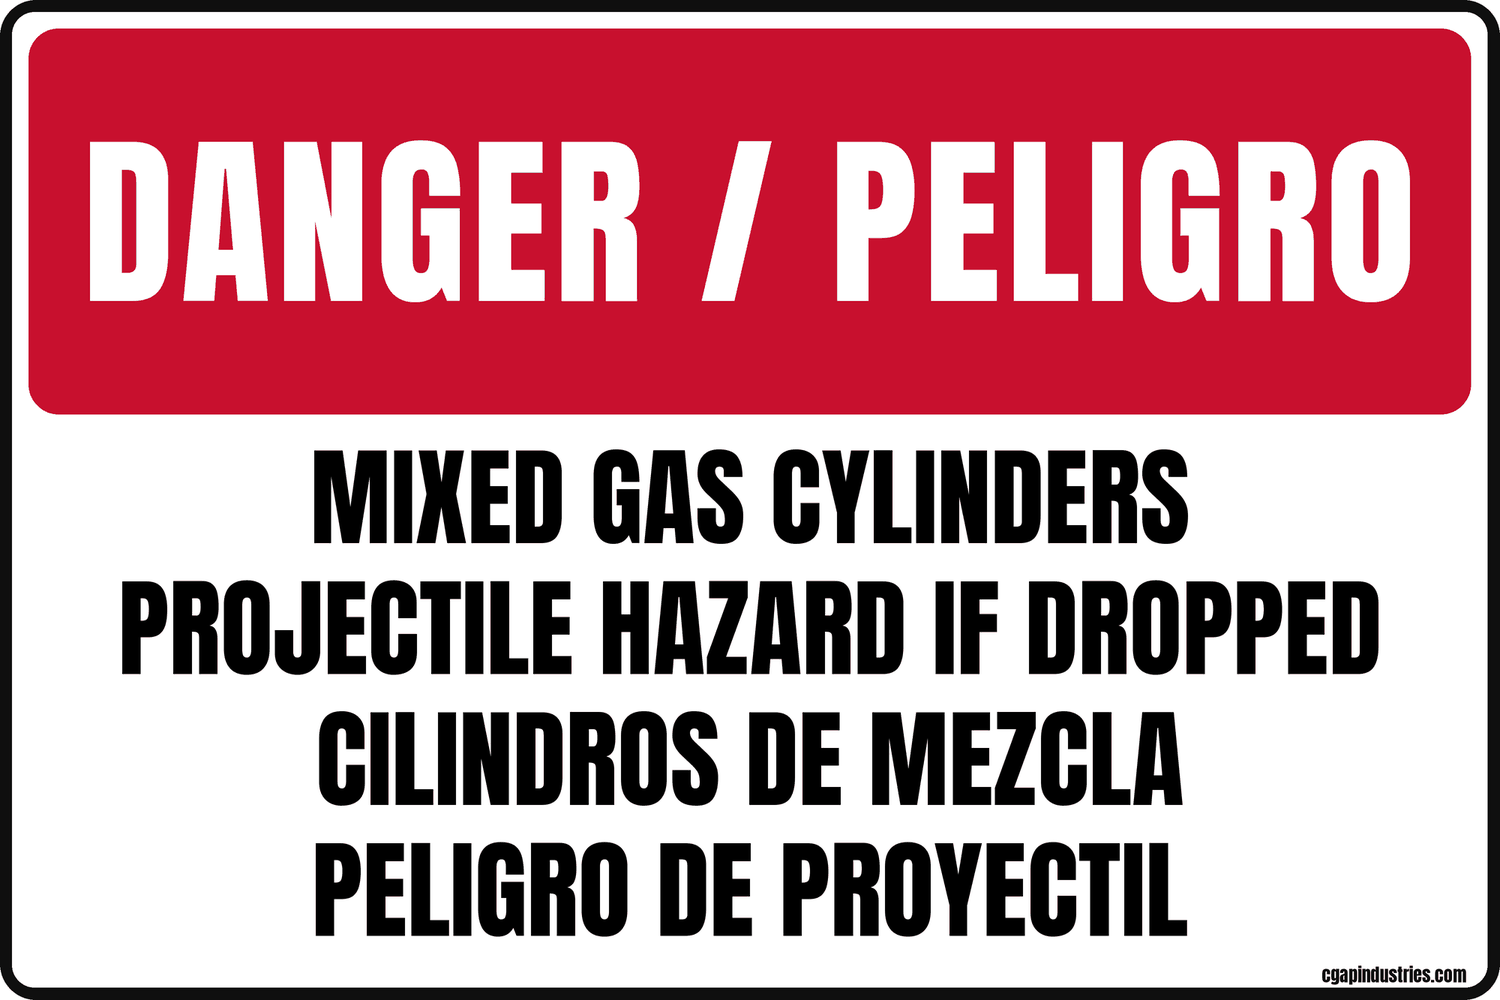 DANGER / PELIGRO
MIXED GAS CYLINDERS
PROJECTILE HAZARD IF DROPPED
CILINDROS DE MEZCLA
PELIGRO DE PROYECTIL
cgapindustries.com